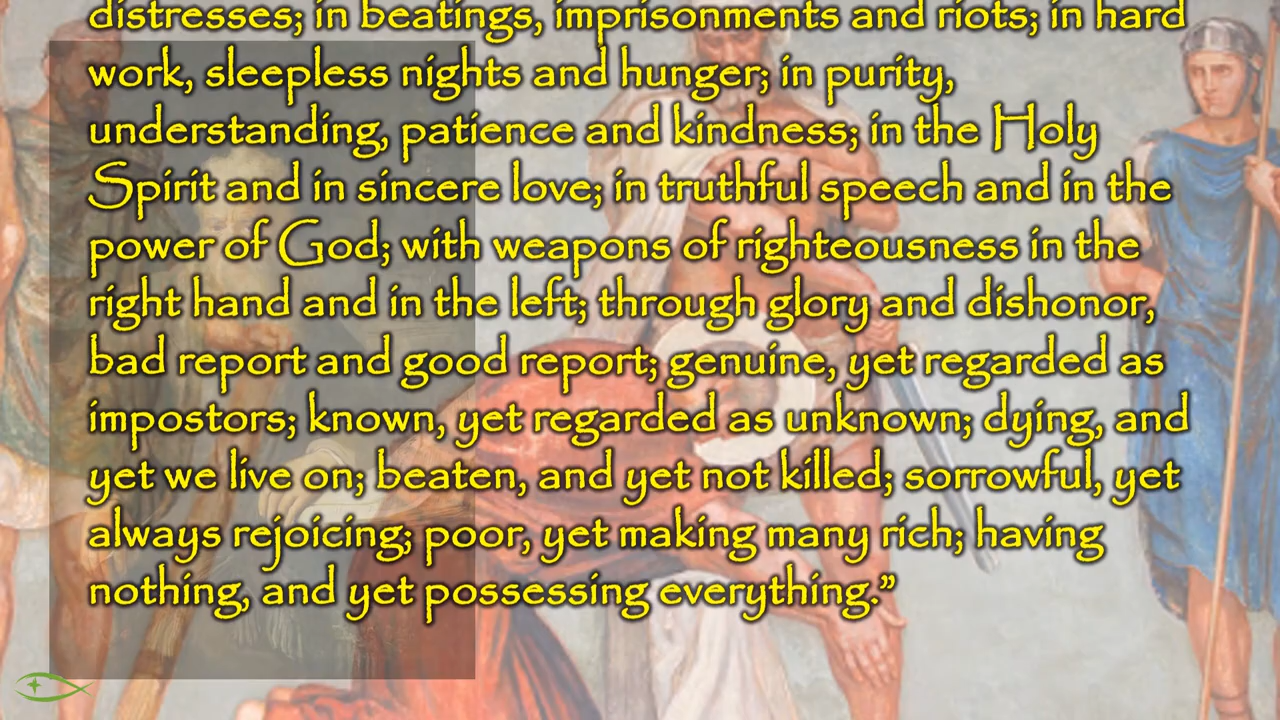 distresses; in beatings, imprisonments and riots; in hard
work, sleepless nights and hunger; in purity,
understanding, patience and kindness; in the Holy
Spirit and in sincere love; in truthful speech and in the
power of God; with weapons of righteousness in the
right hand and in the left; through glory and dishonor,
bad report and good report; genuine, yet regarded as
impostors; known, yet regarded as unknown; dying, and
yet we live on; beaten, and yet not killed; sorrowful, yet
always rejoicing; poor, yet making many rich; having
nothing, and yet possessing everything.”